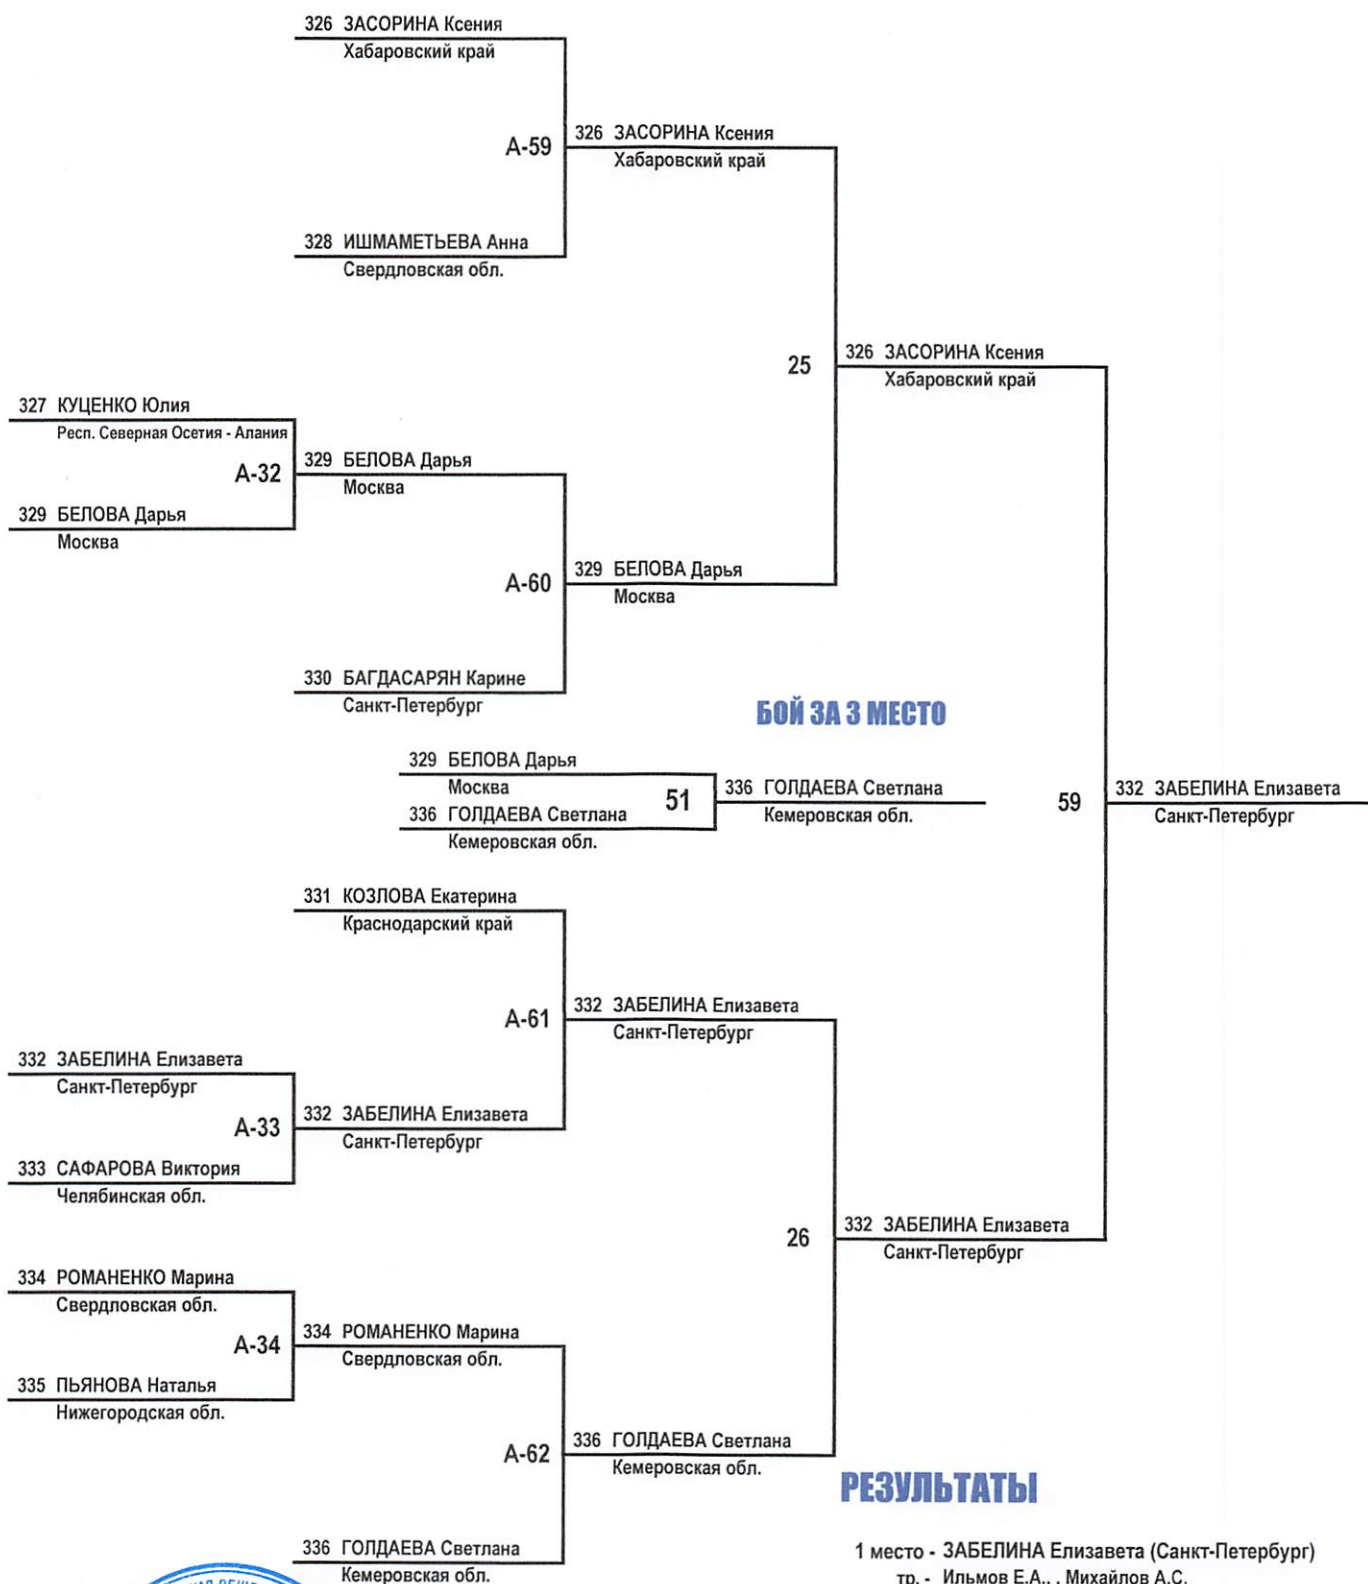 326 ЗАСОРИНА Ксения
Хабаровский край
А-59
326 ЗАСОРИНА Ксения
Хабаровский край
328 ИШМАМЕТЬЕВА Анна
Свердловская обл.
25
326 ЗАСОРИНА Ксения
Хабаровский край
327 КУЦЕНКО Юлия
Респ. Северная Осетия - Алания
А-32
329 БЕЛОВА Дарья
Москва
329 БЕЛОВА Дарья
Москва
А-60
329 БЕЛОВА Дарья
Москва
330 БАГДАСАРЯН Карине
Санкт-Петербург
БОЙ ЗА 3 МЕСТО
329 БЕЛОВА Дарья
Москва
51
336 ГОЛДАЕВА Светлана
Кемеровская обл.
336 ГОЛДАЕВА Светлана
Кемеровская обл.
59
332 ЗАБЕЛИНА Елизавета
Санкт-Петербург
331 КОЗЛОВА Екатерина
Краснодарский край
А-61
332 ЗАБЕЛИНА Елизавета
Санкт-Петербург
332 ЗАБЕЛИНА Елизавета
Санкт-Петербург
А-33
332 ЗАБЕЛИНА Елизавета
Санкт-Петербург
333 САФАРОВА Виктория
Челябинская обл.
26
332 ЗАБЕЛИНА Елизавета
Санкт-Петербург
334 РОМАНЕНКО Марина
Свердловская обл.
А-34
334 РОМАНЕНКО Марина
Свердловская обл.
335 ПЬЯНОВА Наталья
Нижегородская обл.
А-62
336 ГОЛДАЕВА Светлана
Кемеровская обл.
336 ГОЛДАЕВА Светлана
Кемеровская обл.
РЕЗУЛЬТАТЫ
1 место - ЗАБЕЛИНА Елизавета (Санкт-Петербург)
тр. - Ильмов Е.А., , Михайлов А.С.